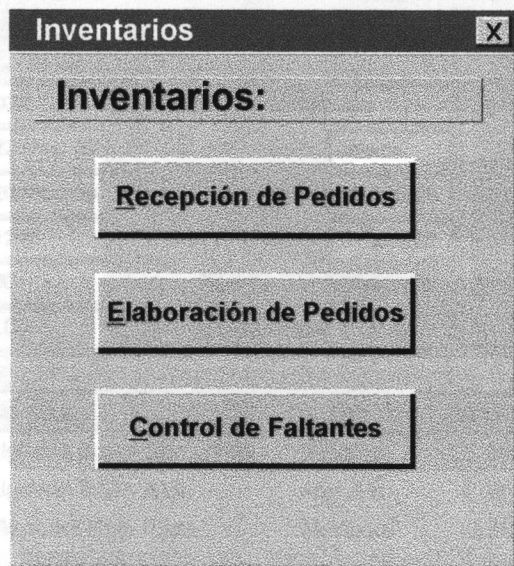 Inventarios
X
Inventarios:
Recepción de Pedidos
Elaboración de Pedidos
Control de Faltantes